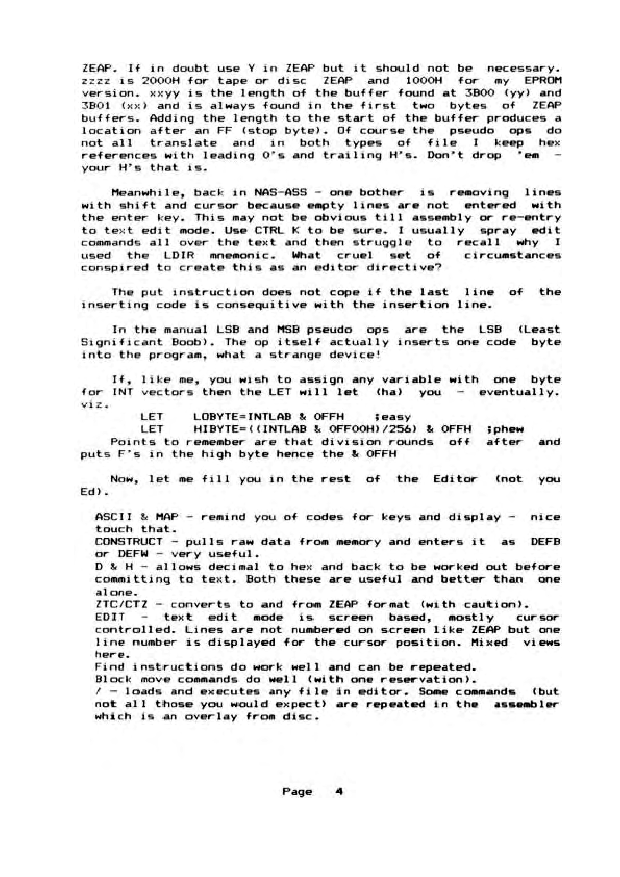 ZEAP. If in doubt use Y in ZEAP but it should not be necessary.
zzzz is 2000H for tape or disc ZEAP and 1000H for my EPROM
version. xxyy is the length of the buffer found at 3B00 (yy) and
3B01 (xx) and is always found in the first two bytes of ZEAP
buffers. Adding the length to the start of the buffer produces a
location after an FF (stop byte). Of course the pseudo ops do
not all translate and in both types of file I keep hex
references with leading 0's and trailing H's. Don't drop 'em -
your H's that is.
Meanwhile, back in NAS-ASS - one bother is removing lines
with shift and cursor because empty lines are not entered with
the enter key. This may not be obvious till assembly or re-entry
to text edit mode. Use CTRL K to be sure. I usually spray edit
commands all over the text and then struggle to recall why I
used the LDIR mnemonic. What cruel set of circumstances
conspired to create this as an editor directive?
The put instruction does not cope if the last line of the
inserting code is consequitive with the insertion line.
In the manual LSB and MSB pseudo ops are the LSB (Least
Significant Boob). The op itself actually inserts one code byte
into the program, what a strange device!
If, like me, you wish to assign any variable with one byte
for INT vectors then the LET will let (ha) you - eventually.
viz.
LET LOBYTE=INTLAB & OFFH ;easy
LET HIBYTE=((INTLAB & OFF00H)/256) & OFFH ;phew
Points to remember are that division rounds off after and
puts F's in the high byte hence the & OFFH
Now, let me fill you in the rest of the Editor (not you
Ed).
ASCII & MAP - remind you of codes for keys and display - nice
touch that.
CONSTRUCT - pulls raw data from memory and enters it as DEFB
or DEFW - very useful.
D & H - allows decimal to hex and back to be worked out before
committing to text. Both these are useful and better than one
alone.
ZTC/CTZ - converts to and from ZEAP format (with caution).
EDIT - text edit mode is screen based, mostly cursor
controlled. Lines are not numbered on screen like ZEAP but one
line number is displayed for the cursor position. Mixed views
here.
Find instructions do work well and can be repeated.
Block move commands do well (with one reservation).
/ - loads and executes any file in editor. Some commands (but
not all those you would expect) are repeated in the assembler
which is an overlay from disc.
Page 4